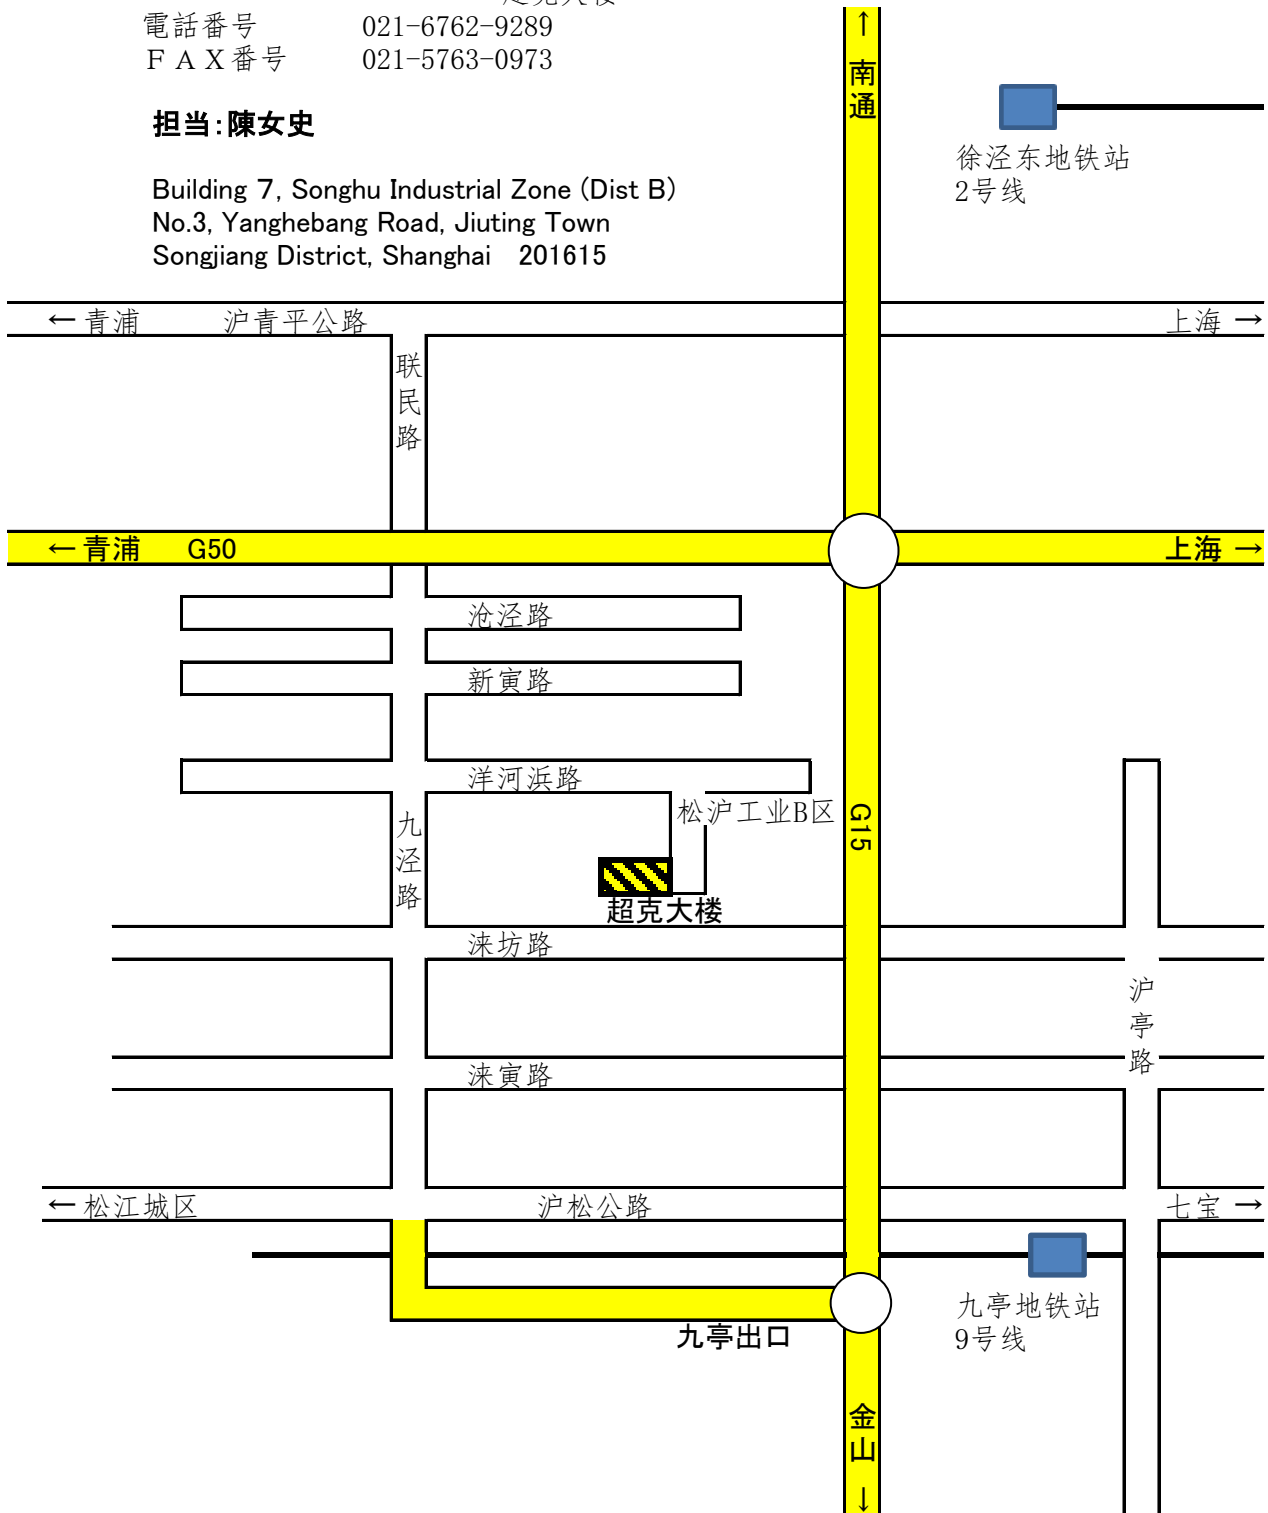 電話番号 021-6762-9289
ＦＡＸ番号 021-5763-0973
担当：陳女史
Building 7, Songhu Industrial Zone (Dist B)
No.3, Yanghebang Road, Jiuting Town
Songjiang District, Shanghai 201615
↑
南通
徐泾东地铁站
2号线
← 青浦 沪青平公路 上海 →
联民路
← 青浦 G50 上海 →
沧泾路
新寅路
洋河浜路
松沪工业B区
G15
九泾路
超克大楼
涞坊路
沪亭路
涞寅路
← 松江城区 沪松公路 七宝 →
九亭地铁站
9号线
九亭出口
金山
↓